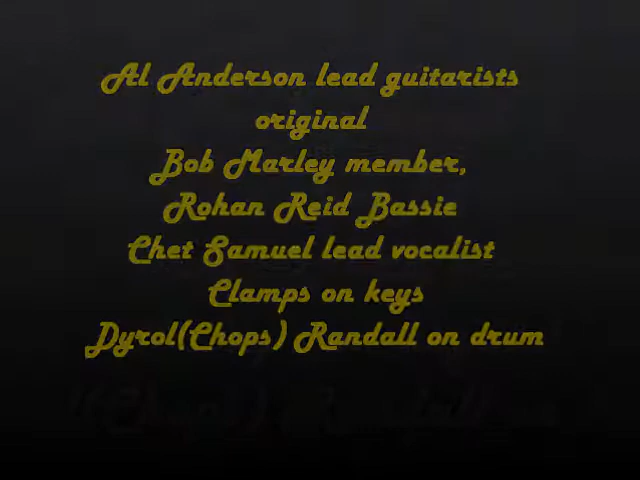 Al Anderson lead guitarists
original
Bob Marley member,
Rohan Reid Bassie
Chet Samuel lead vocalist
Clamps on keys
Dyrol(Chops) Randall on drum